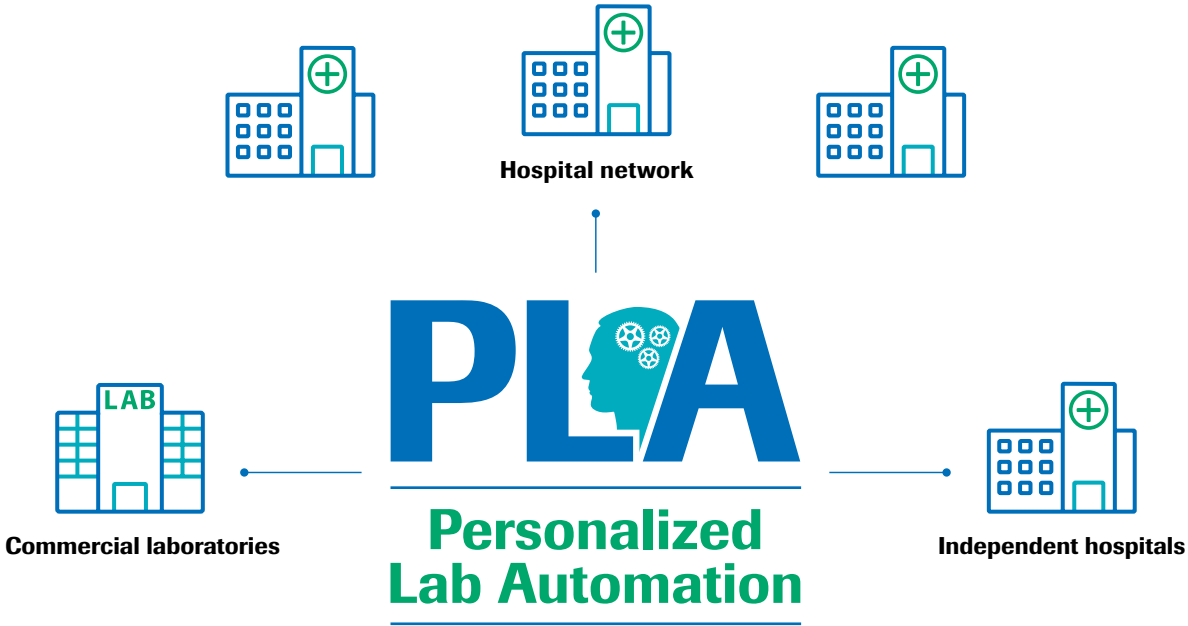 Hospital network
PLA
LAB
Commercial laboratories
Independent hospitals
Personalized
Lab Automation